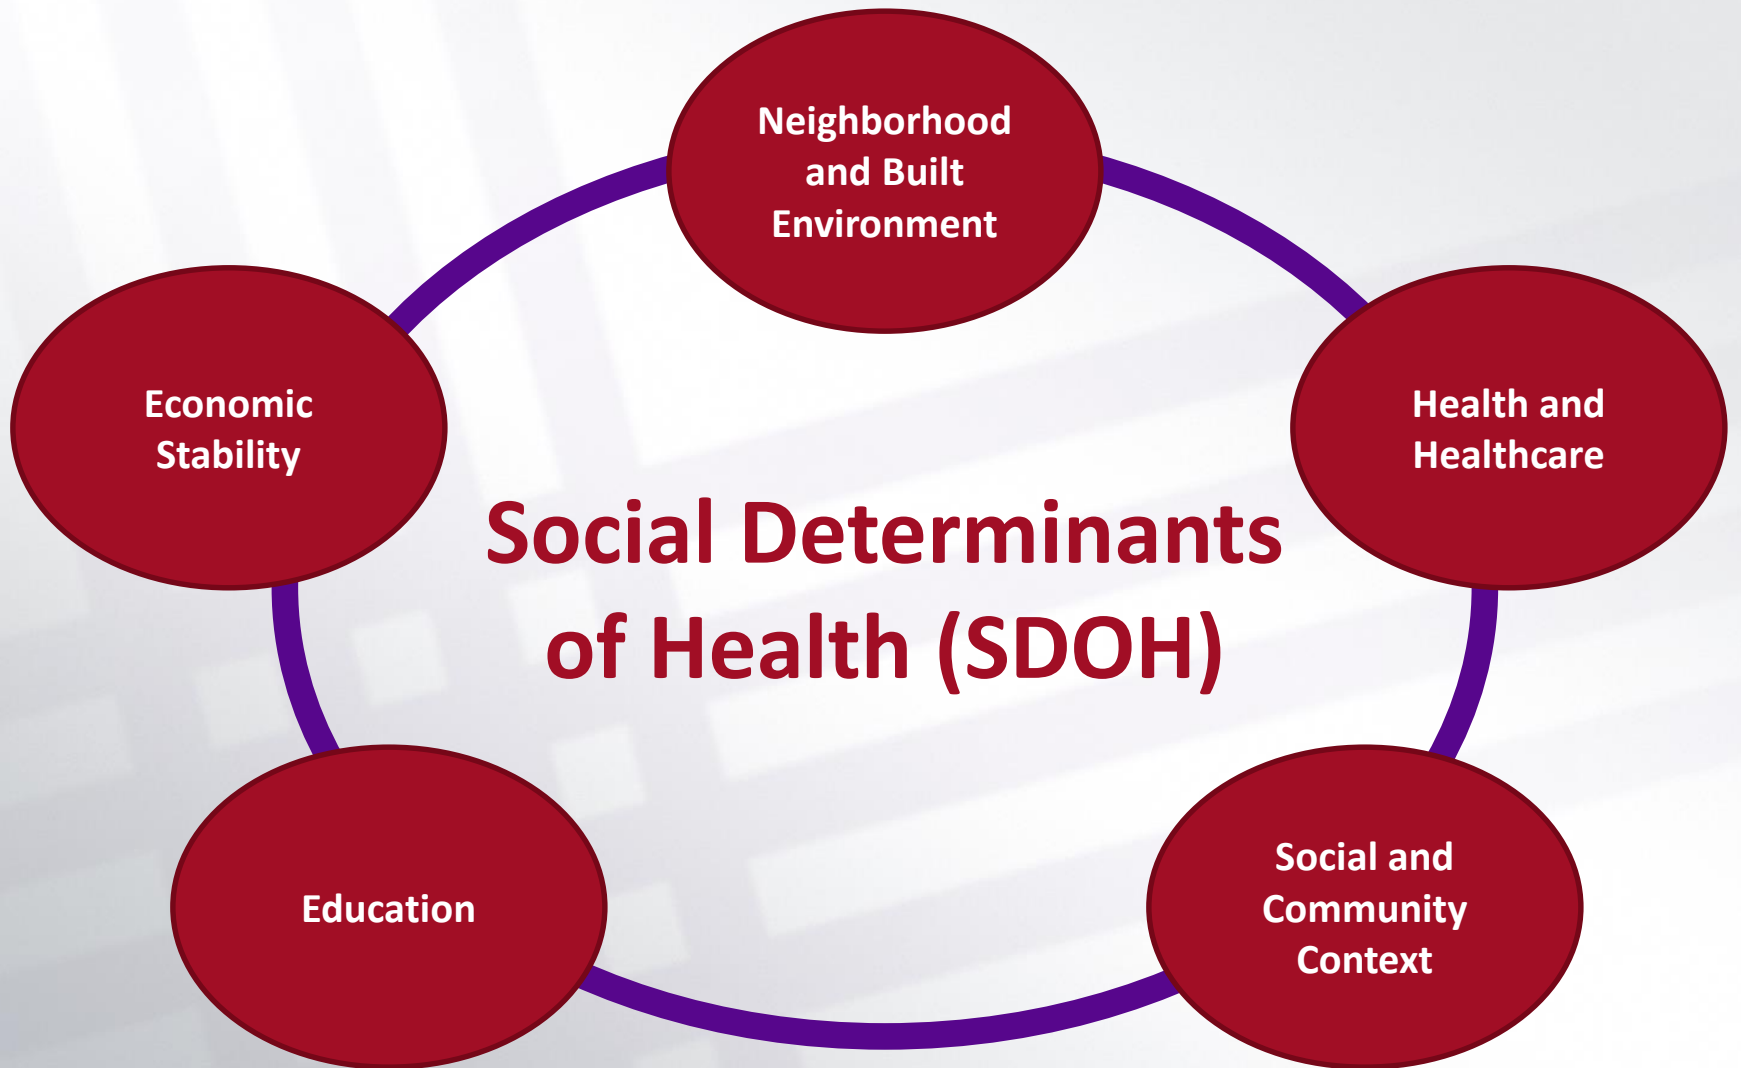 Neighborhood
and Built
Environment
Economic
Stability
Health and
Healthcare
Social Determinants
of Health (SDOH)
Education
Social and
Community
Context